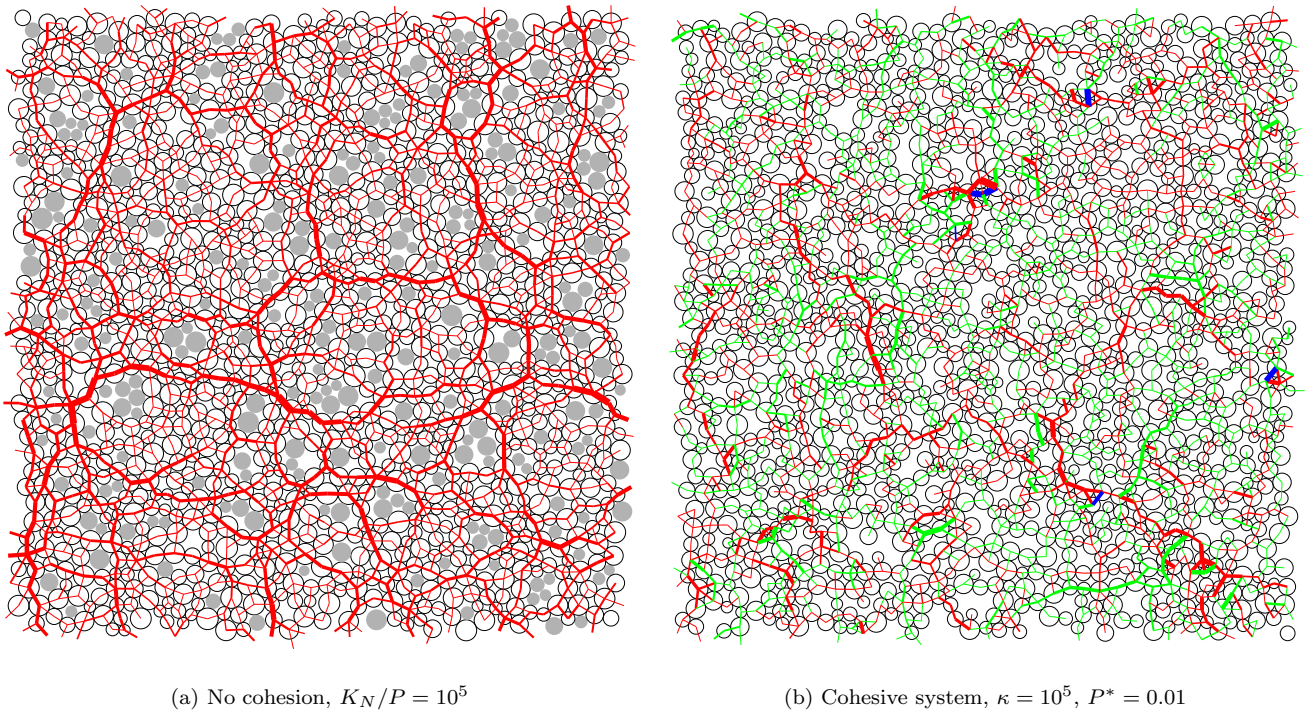 (a) No cohesion, $K_N/P = 10^5$
(b) Cohesive system, $\kappa = 10^5$, $P^* = 0.01$